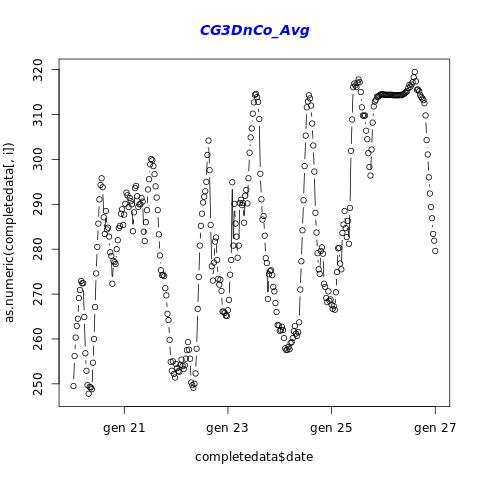 CG3DnCo_Avg
as.numeric(completedata[, i])
320
310
300
290
280
270
260
250
gen 21
gen 23
gen 25
gen 27
completedata$date